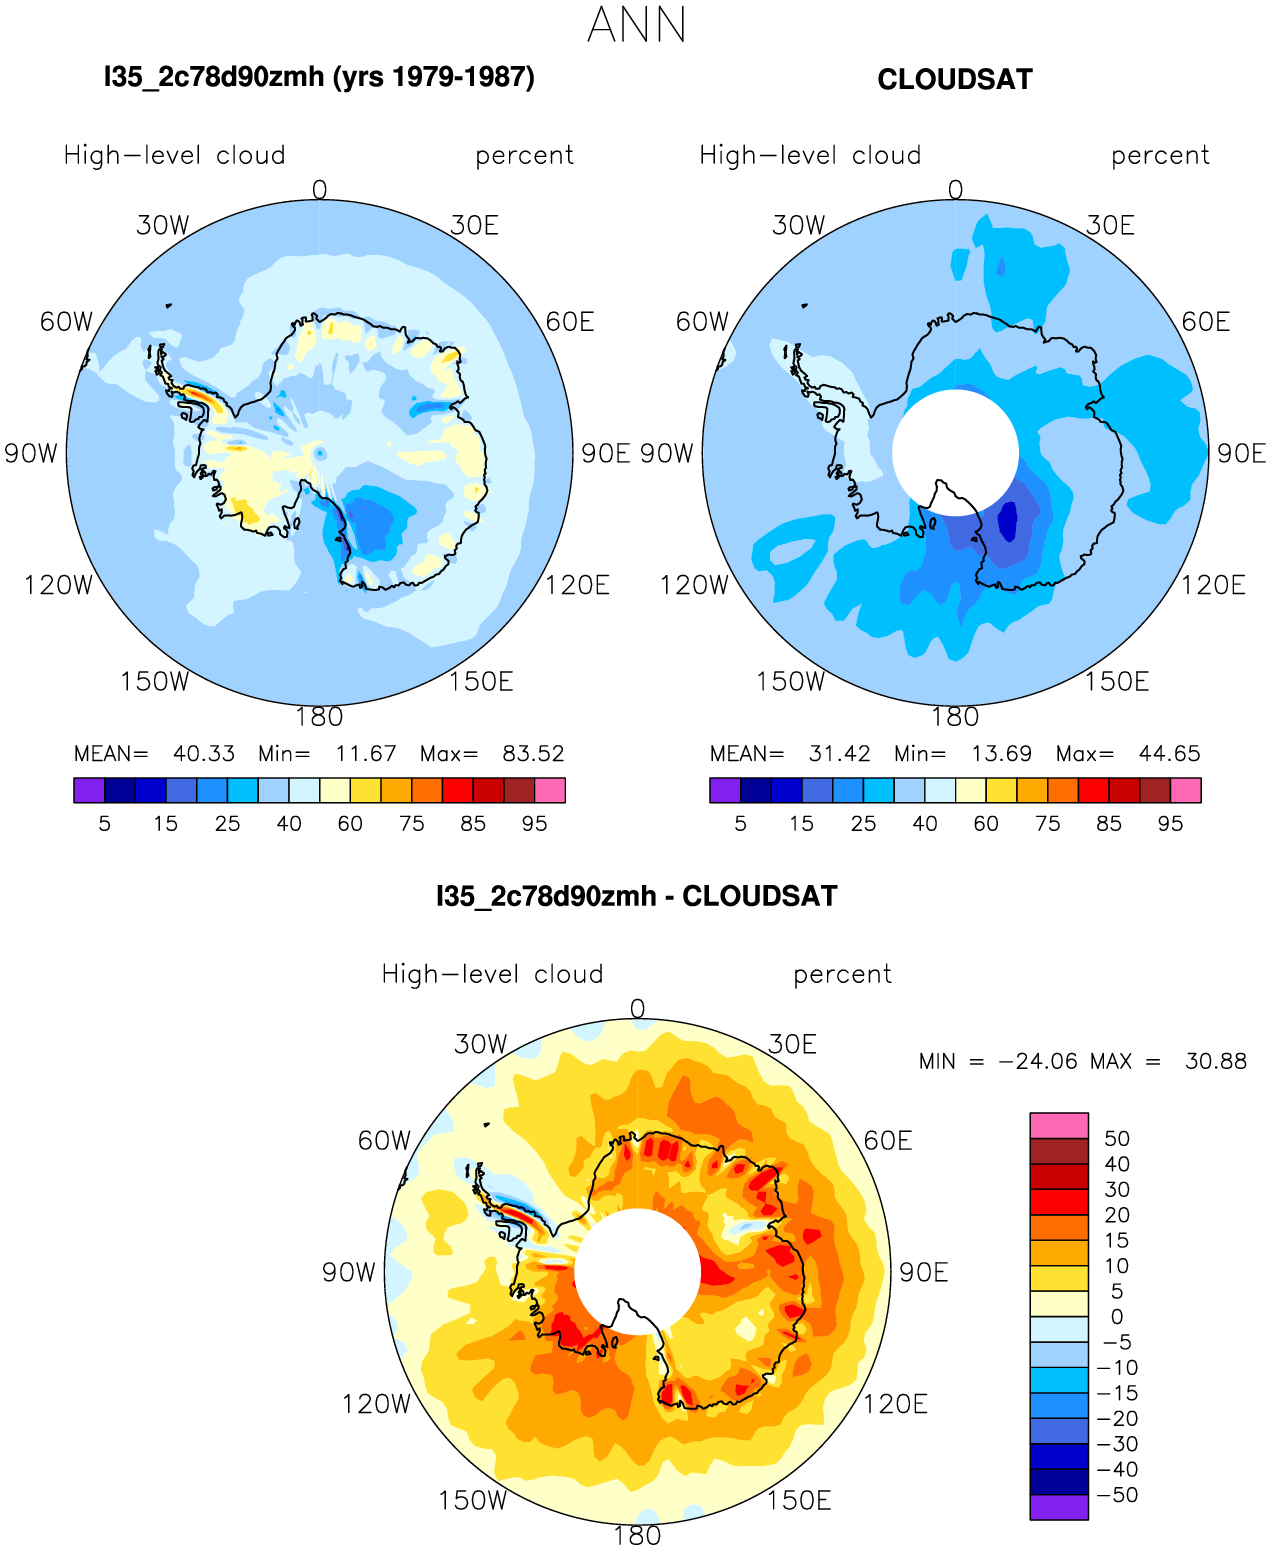 ANN
l35_2c78d90zmh (yrs 1979-1987)
CLOUDSAT
High-level cloud percent
High-level cloud percent
0
30W 30E
60W 60E
90W 90E
120W 120E
150W 150E
180
0
30W 30E
60W 60E
90W 90E
120W 120E
150W 150E
180
MEAN= 40.33 Min= 11.67 Max= 83.52
5 15 25 40 60 75 85 95
MEAN= 31.42 Min= 13.69 Max= 44.65
5 15 25 40 60 75 85 95
l35_2c78d90zmh - CLOUDSAT
High-level cloud percent
0
30W 30E
60W 60E
90W 90E
120W 120E
150W 150E
180
MIN = -24.06 MAX = 30.88
50
40
30
20
15
10
5
0
-5
-10
-15
-20
-30
-40
-50